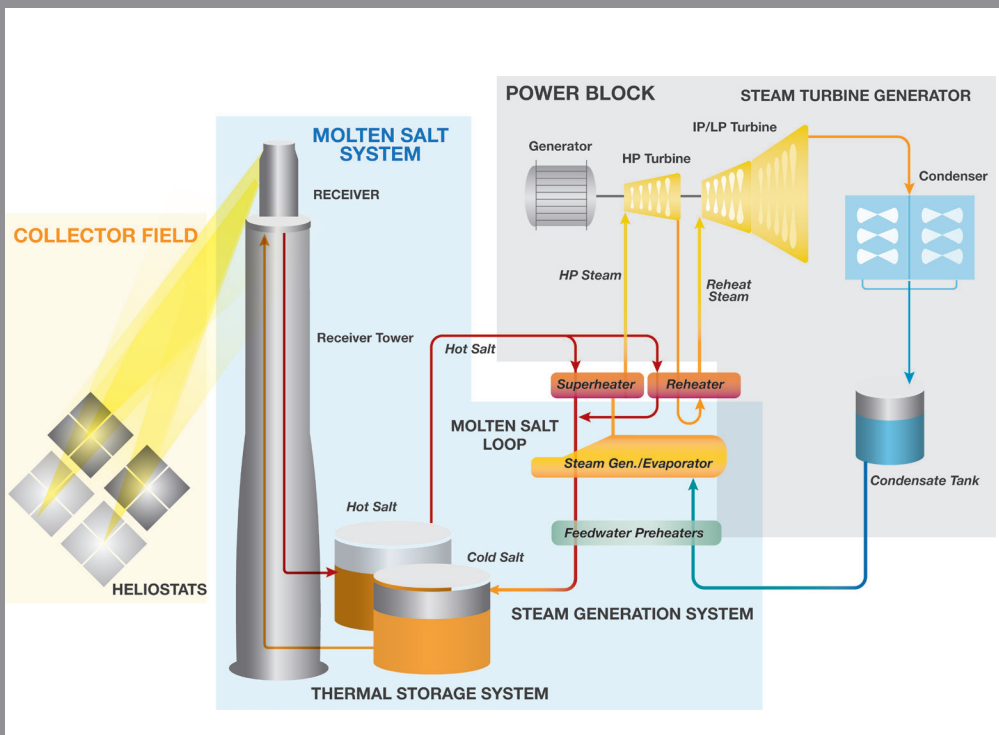 POWER BLOCK
STEAM TURBINE GENERATOR
IP/LP Turbine
Generator
HP Turbine
Condenser
MOLTEN SALT
SYSTEM
RECEIVER
COLLECTOR FIELD
HP Steam
Reheat
Steam
Receiver Tower
Hot Salt
Superheater
Reheater
MOLTEN SALT
LOOP
Steam Gen./Evaporator
Condensate Tank
Hot Salt
Feedwater Preheaters
Cold Salt
HELIOSTATS
STEAM GENERATION SYSTEM
THERMAL STORAGE SYSTEM